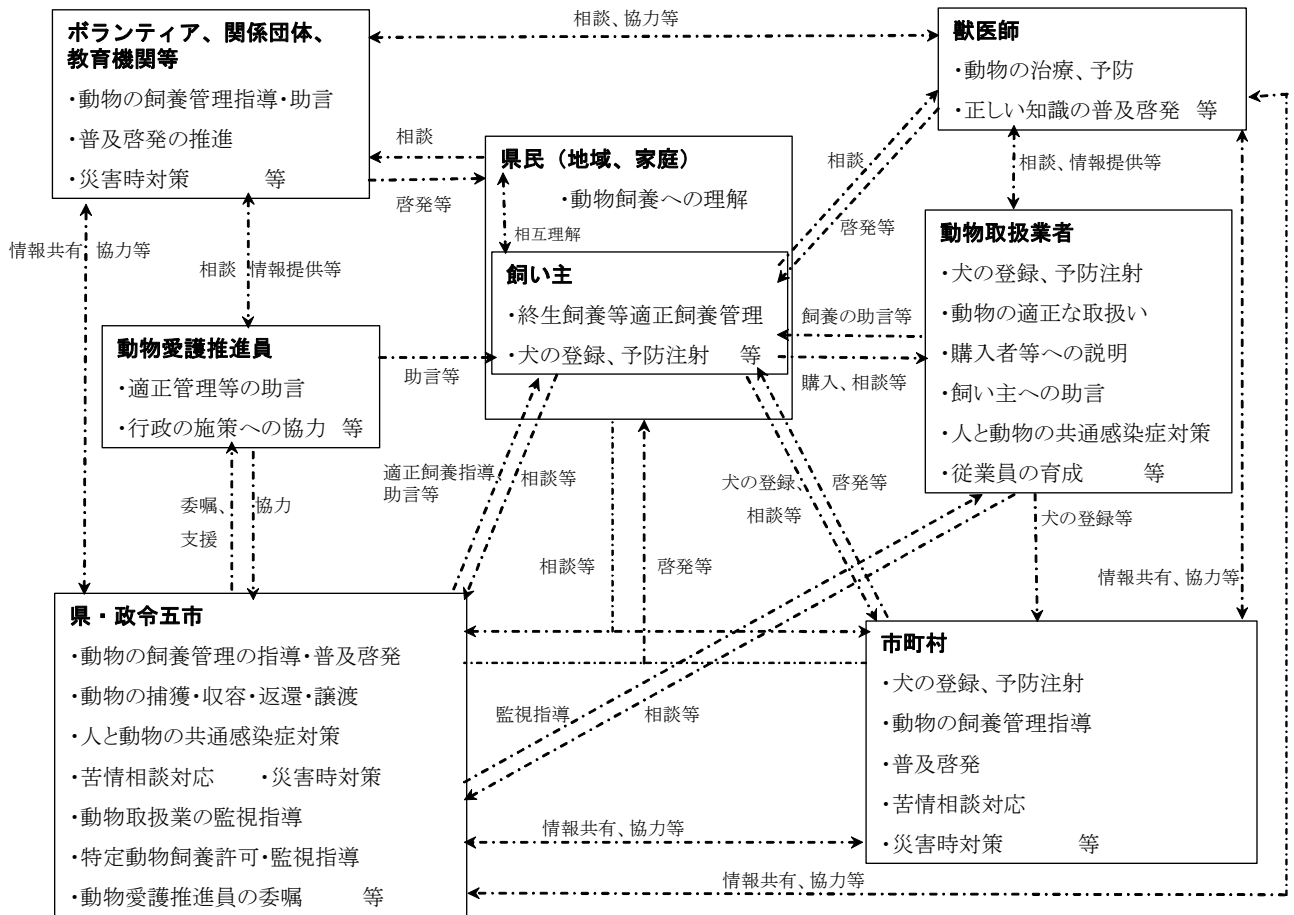 相談、協力等
ボランティア、関係団体、
教育機関等
・動物の飼養管理指導・助言
・普及啓発の推進
・災害時対策　等
獣医師
・動物の治療、予防
・正しい知識の普及啓発　等
相談
啓発等
県民（地域、家庭）
・動物飼養への理解
相互理解
飼い主
・終生飼養等適正飼養管理
・犬の登録、予防注射　等
相談
啓発等
相談、情報提供等
動物取扱業者
・犬の登録、予防注射
・動物の適正な取扱い
・購入者等への説明
・飼い主への助言
・人と動物の共通感染症対策
・従業員の育成　等
情報共有、協力等
相談、情報提供等
飼養の助言等
購入、相談等
動物愛護推進員
・適正管理等の助言
・行政の施策への協力　等
助言等
委嘱、
支援
協力
適正飼養指導、
助言等
相談等
犬の登録、
相談等
啓発等
犬の登録等
相談等
啓発等
情報共有、協力等
県・政令五市
・動物の飼養管理の指導・普及啓発
・動物の捕獲・収容・返還・譲渡
・人と動物の共通感染症対策
・苦情相談対応　・災害時対策
・動物取扱業の監視指導
・特定動物飼養許可・監視指導
・動物愛護推進員の委嘱　等
監視指導
相談等
市町村
・犬の登録、予防注射
・動物の飼養管理指導
・普及啓発
・苦情相談対応
・災害時対策　等
情報共有、協力等
情報共有、協力等